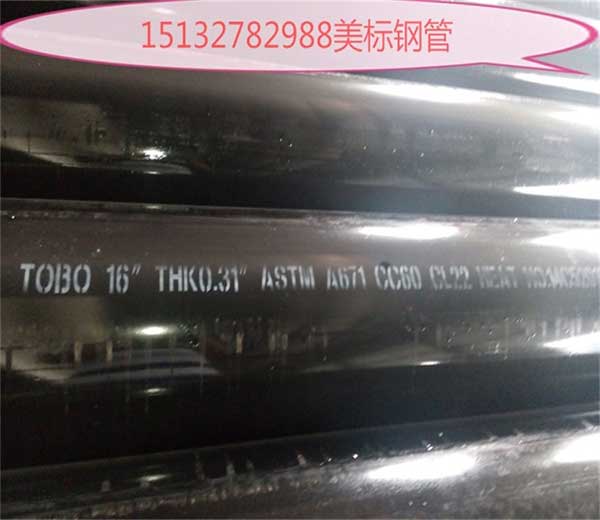 15132782988美标钢管
TOBO 16" THK0.31" ASTM A671 CC60 CL22 HEAT